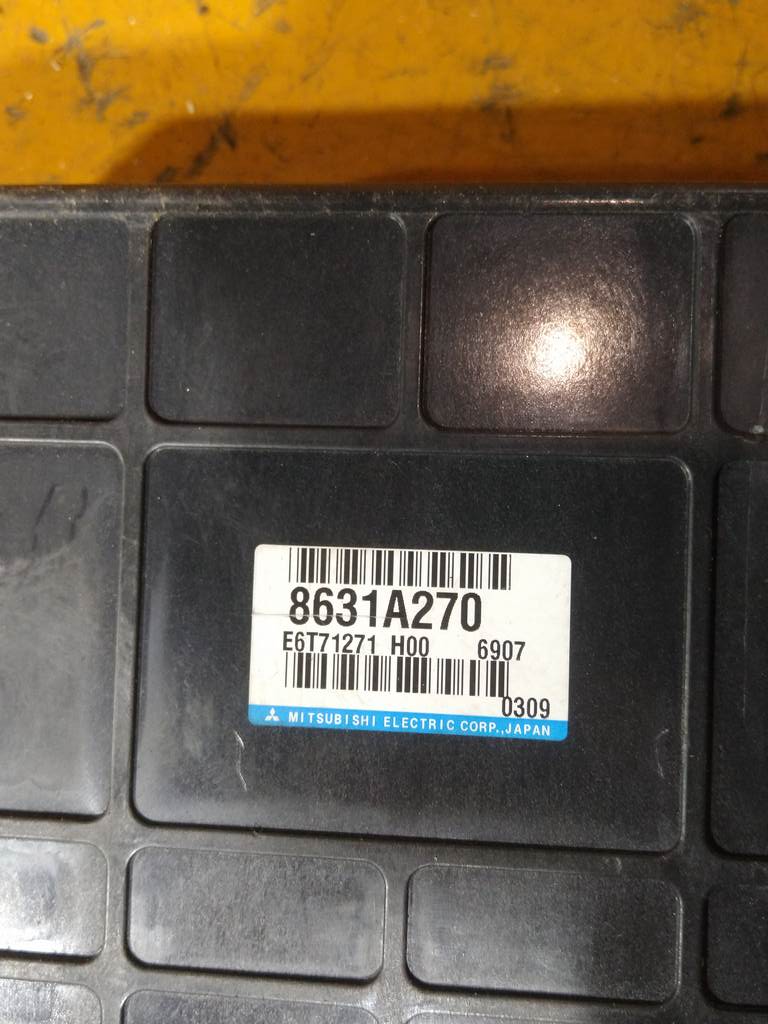 8631A270
E6T71271 H00 6907
0309
MITSUBISHI ELECTRIC CORP., JAPAN